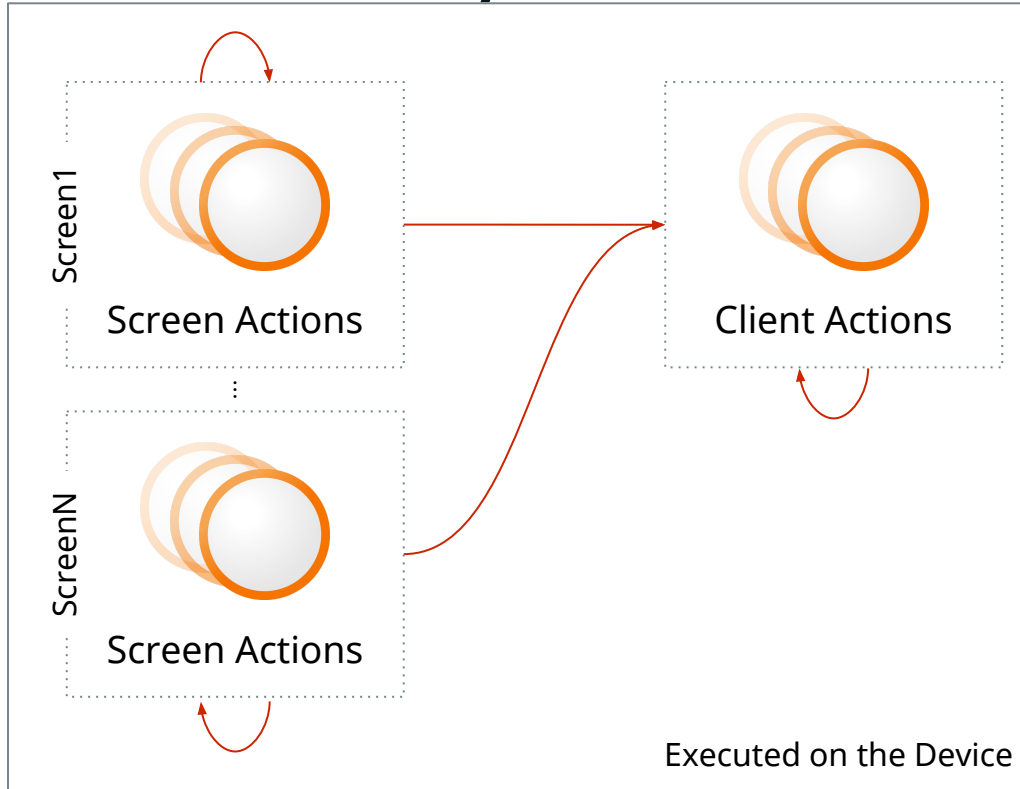 Screen1
Screen Actions
Client Actions
...
ScreenN
Screen Actions
Executed on the Device